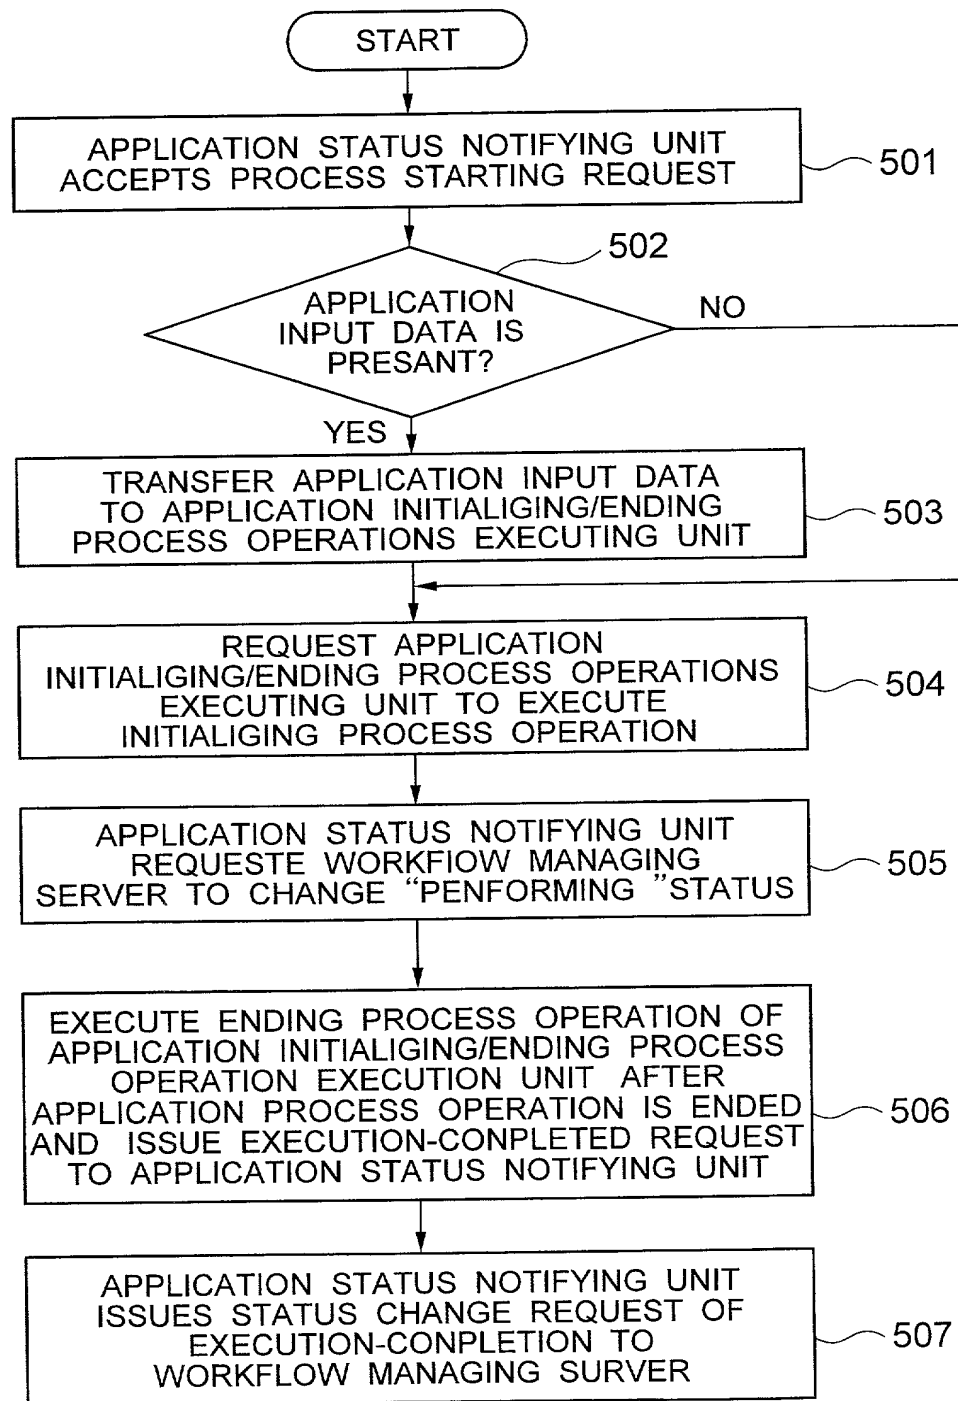 START
APPLICATION STATUS NOTIFYING UNIT
ACCEPTS PROCESS STARTING REQUEST
501
502
APPLICATION
INPUT DATA IS
PRESANT?
NO
YES
TRANSFER APPLICATION INPUT DATA
TO APPLICATION INITIALIGING/ENDING
PROCESS OPERATIONS EXECUTING UNIT
503
REQUEST APPLICATION
INITIALIGING/ENDING PROCESS OPERATIONS
EXECUTING UNIT TO EXECUTE
INITIALIGING PROCESS OPERATION
504
APPLICATION STATUS NOTIFYING UNIT
REQUESTE WORKFIOW MANAGING
SERVER TO CHANGE “PENFORMING ”STATUS
505
EXECUTE ENDING PROCESS OPERATION OF
APPLICATION INITIALIGING/ENDING PROCESS
OPERATION EXECUTION UNIT AFTER
APPLICATION PROCESS OPERATION IS ENDED
AND ISSUE EXECUTION-CONPLETED REQUEST
TO APPLICATION STATUS NOTIFYING UNIT
506
APPLICATION STATUS NOTIFYING UNIT
ISSUES STATUS CHANGE REQUEST OF
EXECUTION-CONPLETION TO
WORKFLOW MANAGING SURVER
507